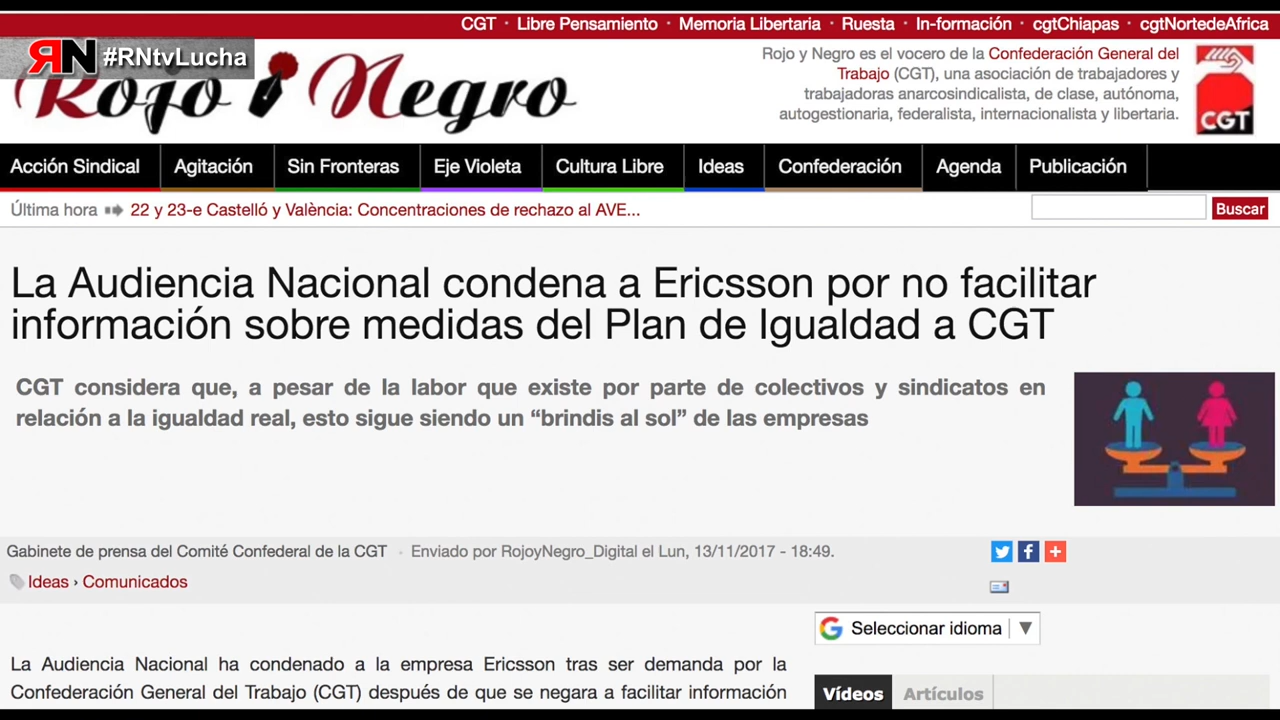 CGT · Libre Pensamiento · Memoria Libertaria · Ruesta · In-formación · cgtChiapas · cgtNortedeAfrica
RN #RNtvLucha
Rojo y Negro
Rojo y Negro es el vocero de la Confederación General del
Trabajo (CGT), una asociación de trabajadores y
trabajadoras anarcosindicalista, de clase, autónoma,
autogestionaria, federalista, internacionalista y libertaria.
CGT
Acción Sindical Agitación Sin Fronteras Eje Violeta Cultura Libre Ideas Confederación Agenda Publicación
Última hora 22 y 23-e Castelló y València: Concentraciones de rechazo al AVE...
Buscar
La Audiencia Nacional condena a Ericsson por no facilitar
información sobre medidas del Plan de Igualdad a CGT
CGT considera que, a pesar de la labor que existe por parte de colectivos y sindicatos en
relación a la igualdad real, esto sigue siendo un “brindis al sol” de las empresas
Gabinete de prensa del Comité Confederal de la CGT · Enviado por RojoyNegro_Digital el Lun, 13/11/2017 - 18:49.
Ideas › Comunicados
Seleccionar idioma ▼
La Audiencia Nacional ha condenado a la empresa Ericsson tras ser demanda por la
Confederación General del Trabajo (CGT) después de que se negara a facilitar información
Vídeos Artículos